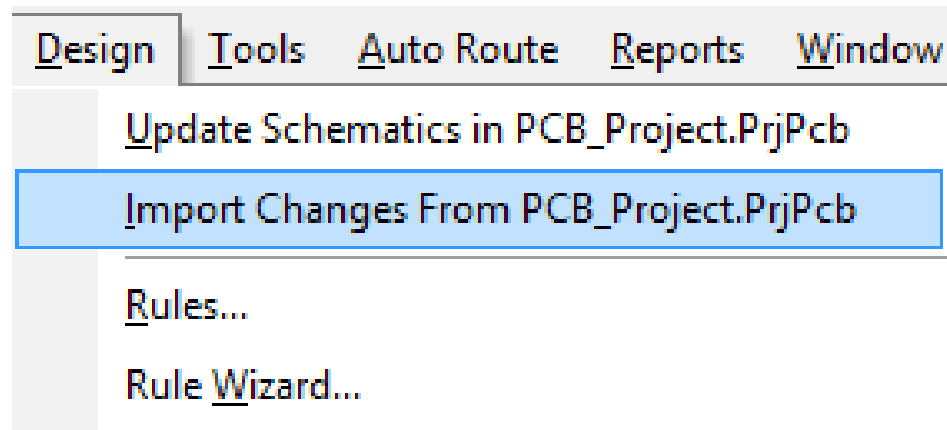 Design Tools Auto Route Reports Window
Update Schematics in PCB_Project.PrjPcb
Import Changes From PCB_Project.PrjPcb
Rules...
Rule Wizard...